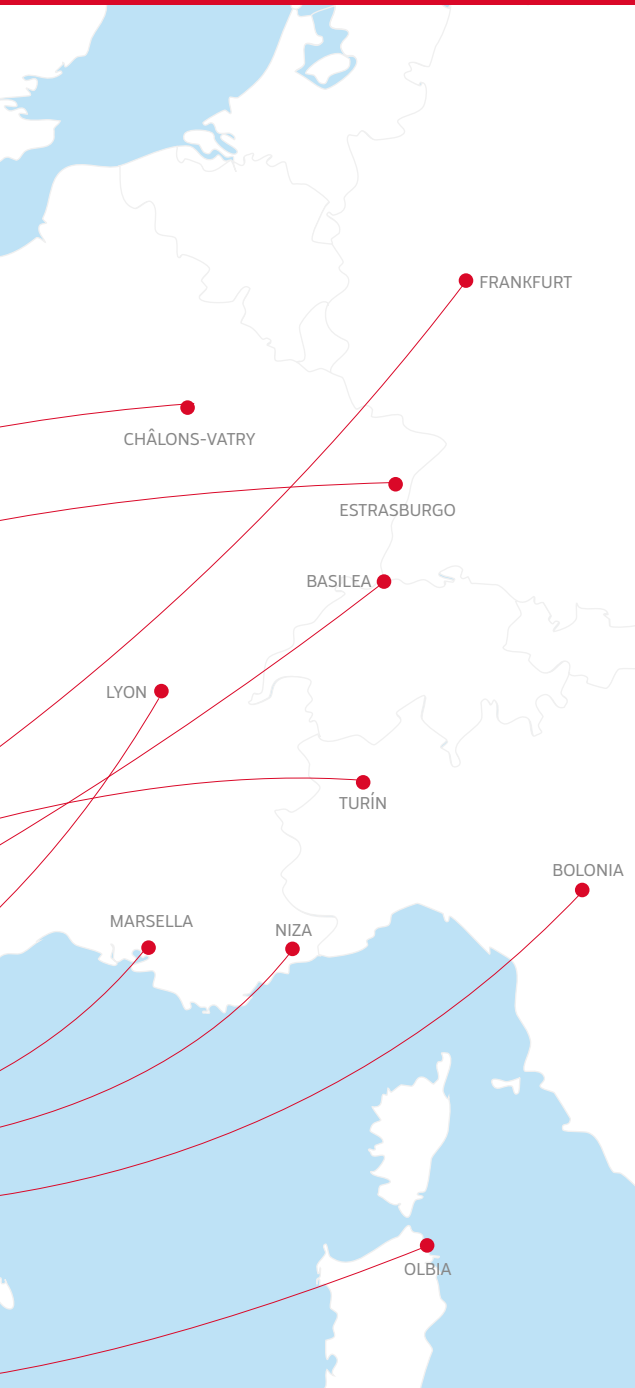 FRANKFURT
CHÂLONS-VATRY
ESTRASBURGO
BASILEA
LYON
TURÍN
BOLONIA
MARSELLA
NIZA
OLBIA